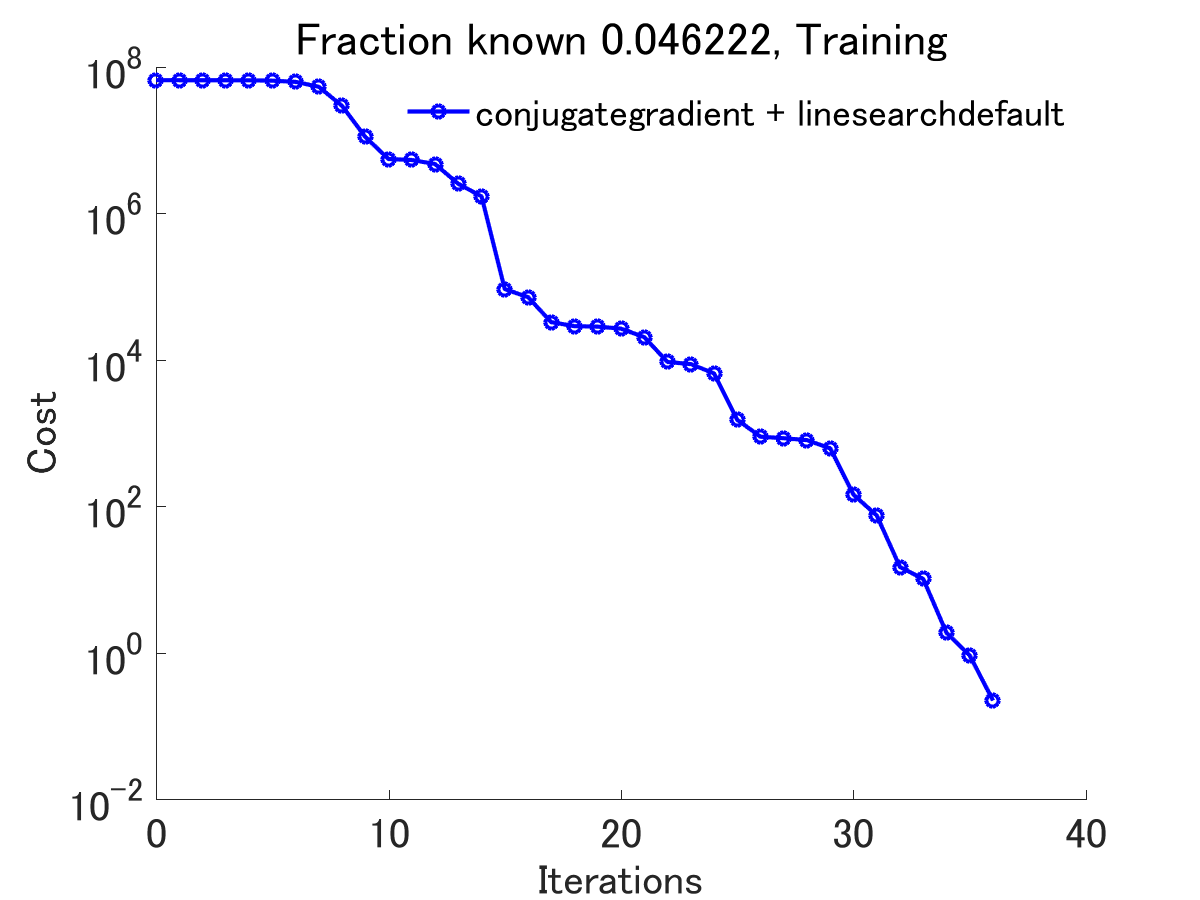 Fraction known 0.046222, Training
conjugategradient + linesearchdefault
10^8
10^6
10^4
10^2
10^0
10^-2
Cost
0 10 20 30 40
Iterations